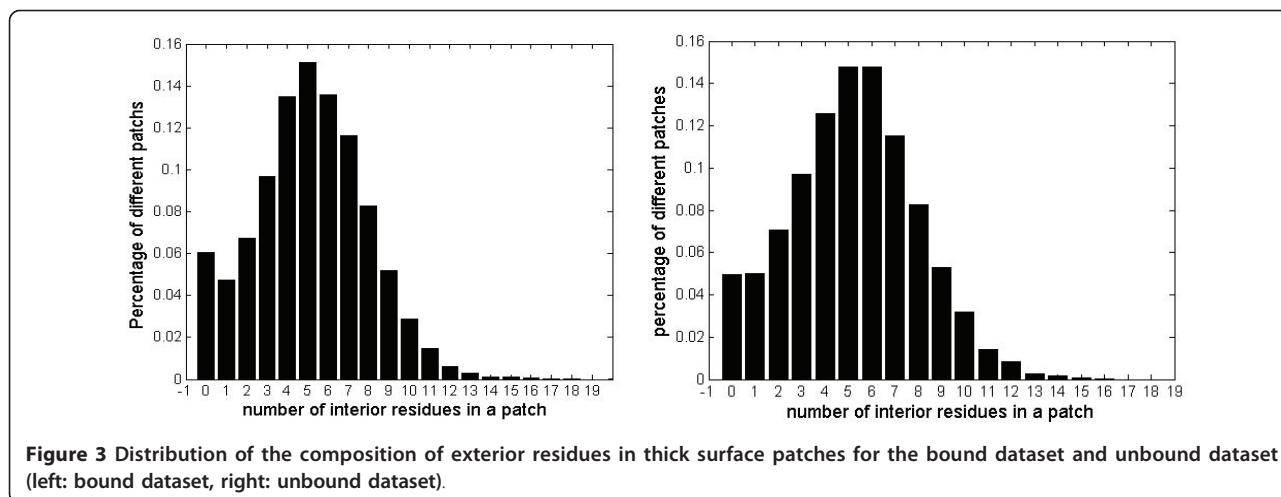 0.16
0.14
0.12
0.1
0.08
0.06
0.04
0.02
0
Percentage of different patchs
-1 0 1 2 3 4 5 6 7 8 9 10 11 12 13 14 15 16 17 18 19
number of interior residues in a patch
0.16
0.14
0.12
0.1
0.08
0.06
0.04
0.02
0
percentage of different patches
-1 0 1 2 3 4 5 6 7 8 9 10 11 12 13 14 15 16 17 18 19
number of interior residues in a patch
Figure 3 Distribution of the composition of exterior residues in thick surface patches for the bound dataset and unbound dataset
(left: bound dataset, right: unbound dataset).